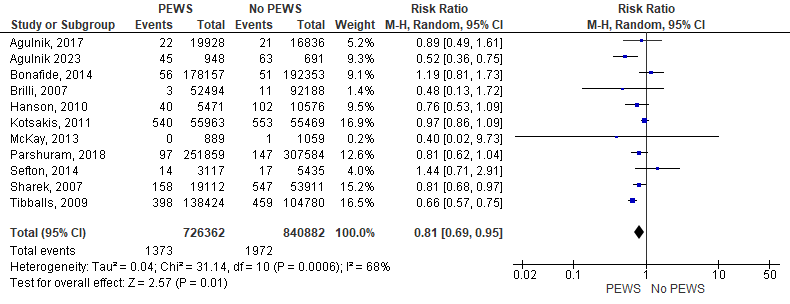 PEWS No PEWS Risk Ratio Risk Ratio
Study or Subgroup Events Total Events Total Weight M-H, Random, 95% CI M-H, Random, 95% CI
Agulnik, 2017 22 19928 21 16836 5.2% 0.89 [0.49, 1.61]
Agulnik 2023 45 948 63 691 9.3% 0.52 [0.36, 0.75]
Bonafide, 2014 56 178157 51 192353 9.0% 1.19 [0.81, 1.73]
Brilli, 2007 3 52494 11 92188 1.4% 0.48 [0.13, 1.72]
Hanson, 2010 40 5471 102 10576 9.3% 0.76 [0.53, 1.09]
Kotsakis, 2011 540 55963 553 55469 17.1% 0.97 [0.86, 1.09]
McKay, 2013 0 889 1 1059 0.2% 0.40 [0.02, 9.73]
Parshuram, 2018 97 251859 147 307584 12.1% 0.81 [0.62, 1.04]
Sefton, 2014 14 3117 17 5435 4.0% 1.44 [0.71, 2.91]
Sharek, 2007 158 19112 547 53911 15.5% 0.81 [0.68, 0.97]
Tibballs, 2009 398 138424 459 104780 16.9% 0.66 [0.57, 0.75]
Total (95% CI) 726362 840882 100.0% 0.81 [0.69, 0.95]
Total events 1373 1972
Heterogeneity: Tau² = 0.04; Chi² = 31.14, df = 10 (P = 0.0006); I² = 68%
Test for overall effect: Z = 2.57 (P = 0.01)
0.02 0.1 1 10 50
PEWS No PEWS